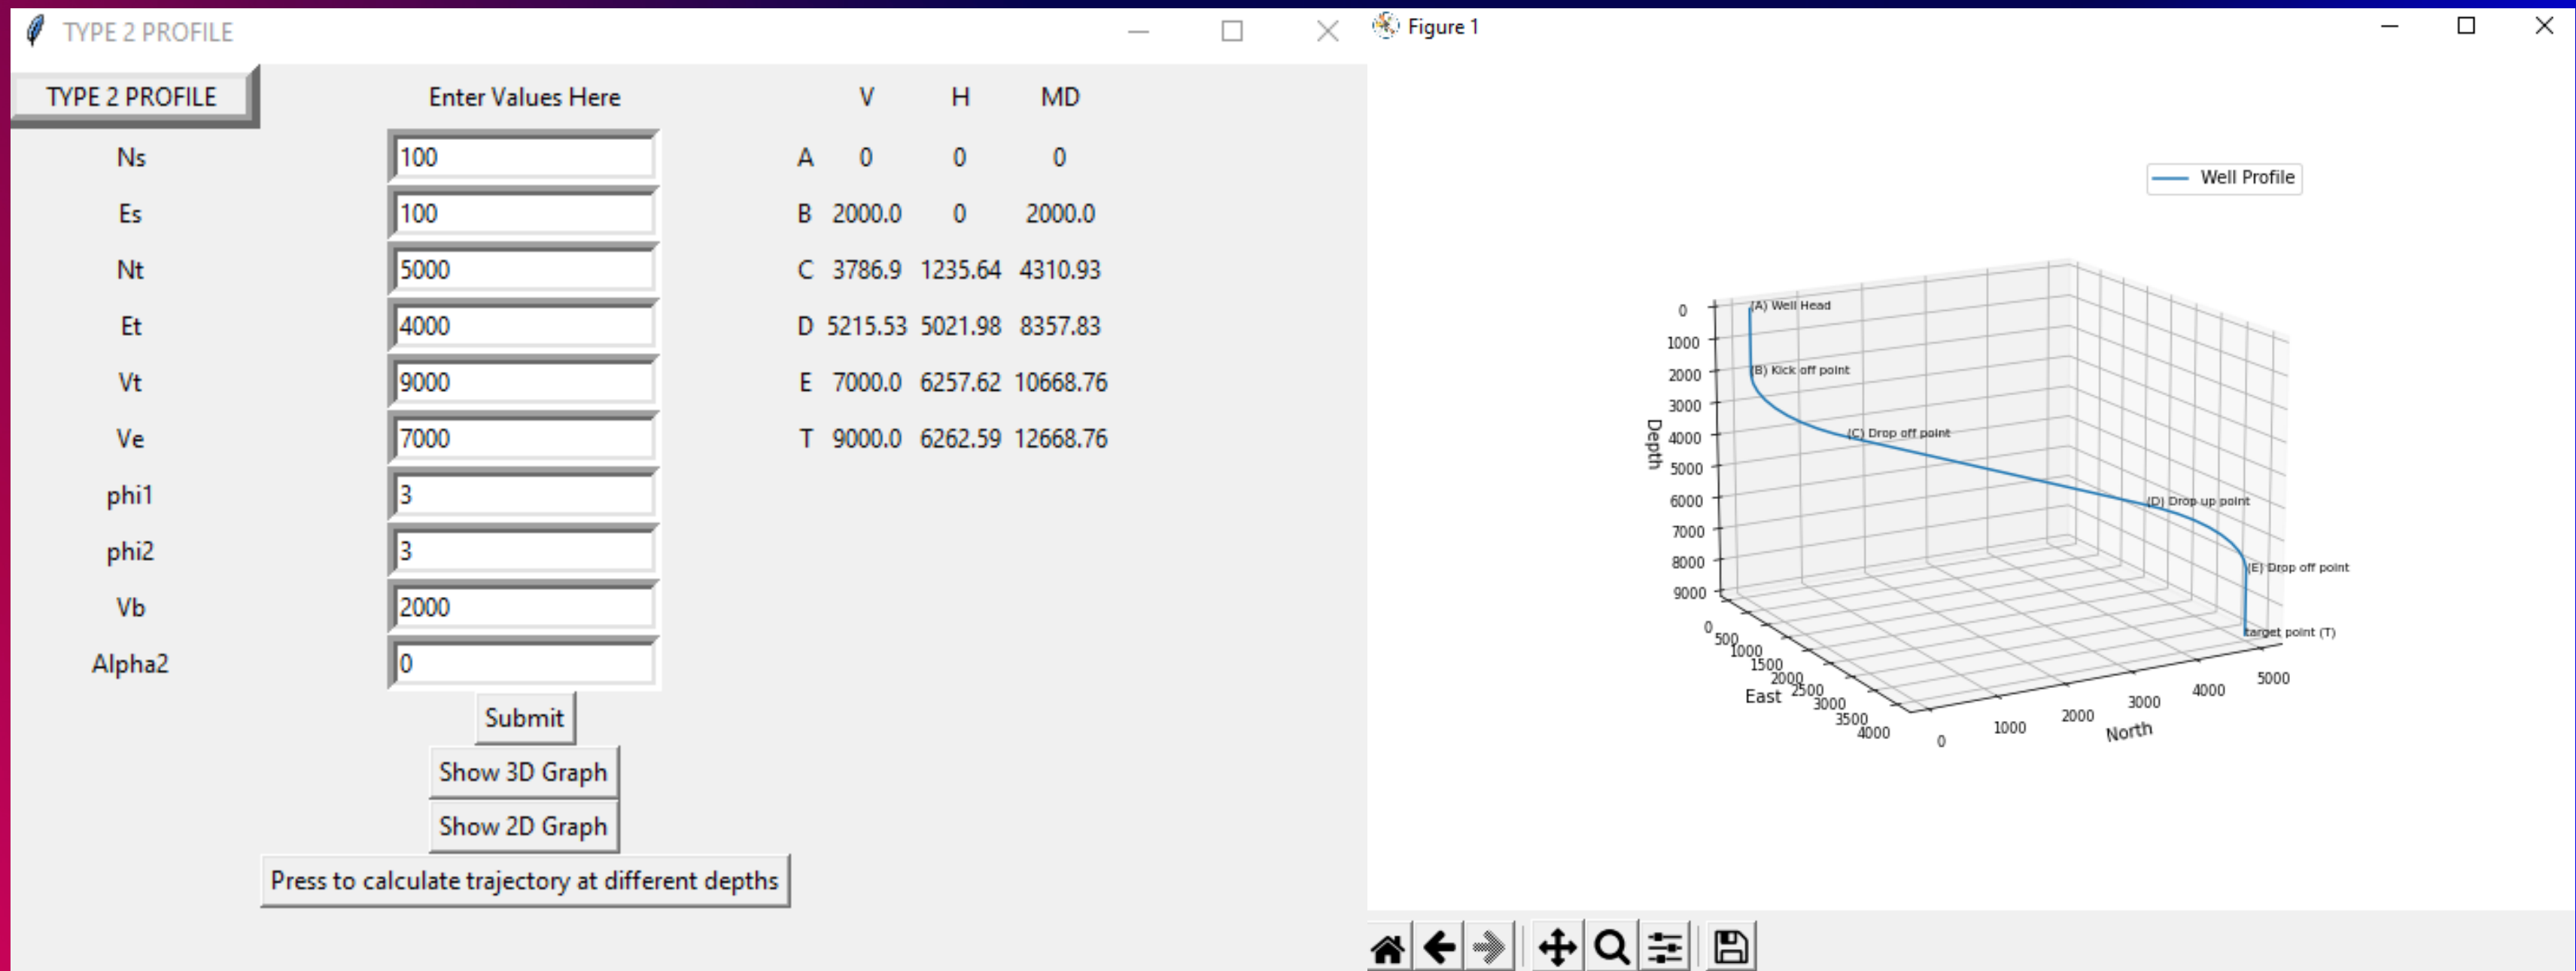 TYPE 2 PROFILE
TYPE 2 PROFILE Enter Values Here V H MD
Ns 100 A 0 0 0
Es 100 B 2000.0 0 2000.0
Nt 5000 C 3786.9 1235.64 4310.93
Et 4000 D 5215.53 5021.98 8357.83
Vt 9000 E 7000.0 6257.62 10668.76
Ve 7000 T 9000.0 6262.59 12668.76
phi1 3
phi2 3
Vb 2000
Alpha2 0
Submit
Show 3D Graph
Show 2D Graph
Press to calculate trajectory at different depths
Figure 1
Well Profile
(A) Well Head
(B) Kick off point
(C) Drop off point
(D) Drop up point
(E) Drop off point
target point (T)
Depth
0
1000
2000
3000
4000
5000
6000
7000
8000
9000
East
0
500
1000
1500
2000
2500
3000
3500
4000
North
0
1000
2000
3000
4000
5000